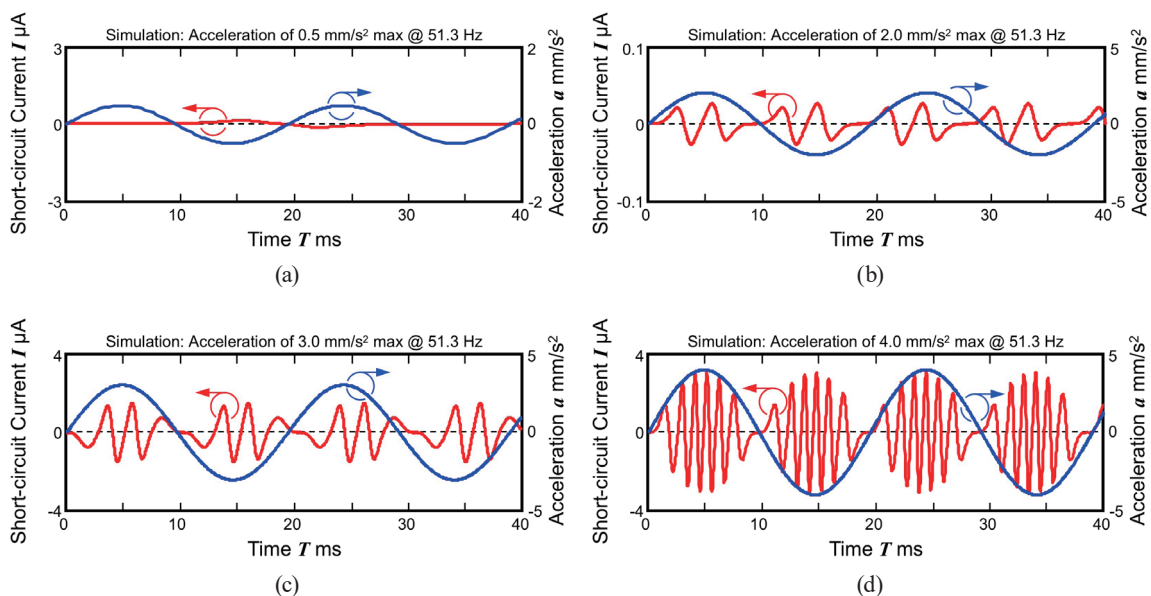 Simulation: Acceleration of 0.5 mm/s² max @ 51.3 Hz
Short-circuit Current I µA
3
0
-3
2
0
-2
Acceleration a mm/s²
0 10 20 30 40
Time T ms
(a)
Simulation: Acceleration of 2.0 mm/s² max @ 51.3 Hz
Short-circuit Current I µA
0.1
0
-0.1
5
0
-5
Acceleration a mm/s²
0 10 20 30 40
Time T ms
(b)
Simulation: Acceleration of 3.0 mm/s² max @ 51.3 Hz
Short-circuit Current I µA
4
0
-4
5
0
-5
Acceleration a mm/s²
0 10 20 30 40
Time T ms
(c)
Simulation: Acceleration of 4.0 mm/s² max @ 51.3 Hz
Short-circuit Current I µA
4
0
-4
5
0
-5
Acceleration a mm/s²
0 10 20 30 40
Time T ms
(d)